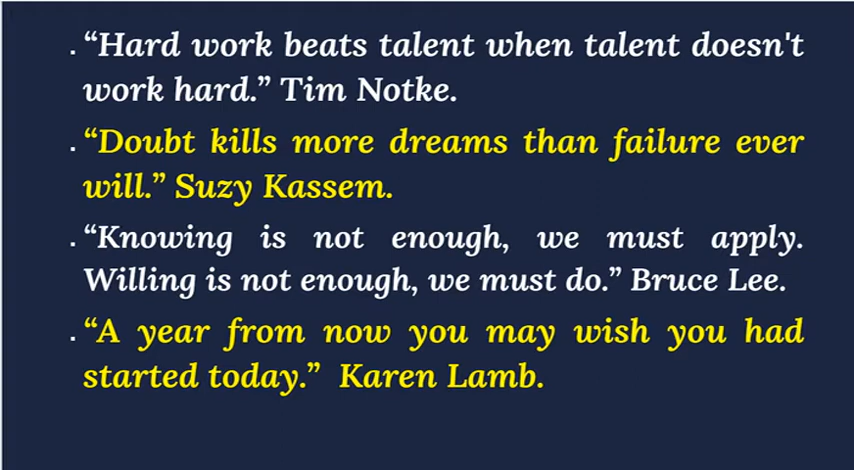 . “Hard work beats talent when talent doesn't
work hard.” Tim Notke.
. “Doubt kills more dreams than failure ever
will.” Suzy Kassem.
. “Knowing is not enough, we must apply.
Willing is not enough, we must do.” Bruce Lee.
. “A year from now you may wish you had
started today.” Karen Lamb.